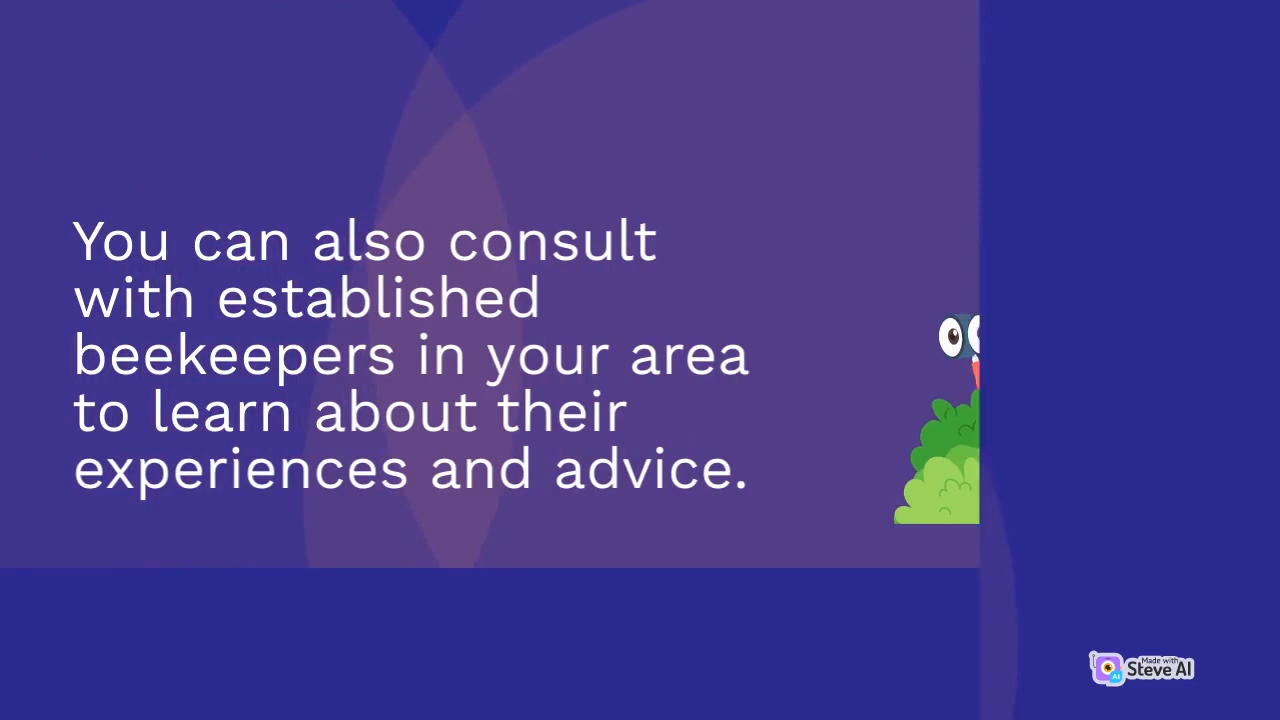 You can also consult
with established
beekeepers in your area
to learn about their
experiences and advice.
Made with
Steve AI
AI